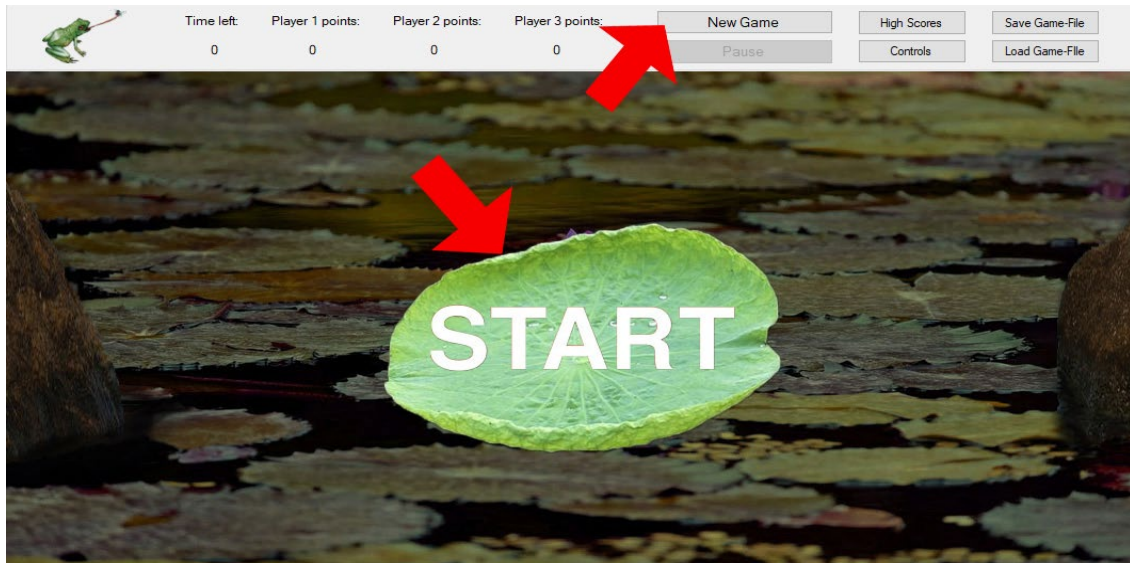 Time left: Player 1 points: Player 2 points: Player 3 points: New Game High Scores Save Game-File
0 0 0 0 Pause Controls Load Game-FIle
START